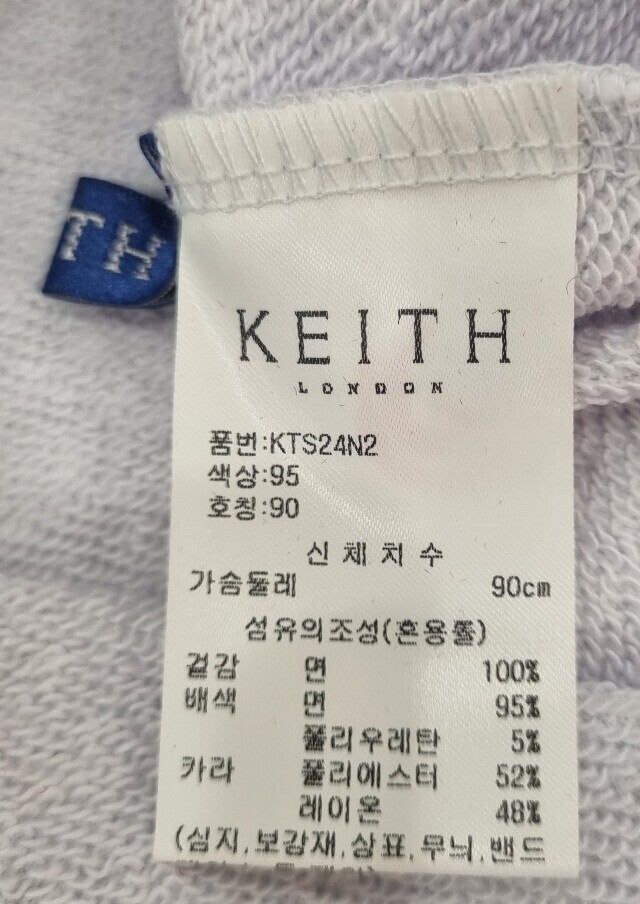 TH
KEITH
LONDON
품번:KTS24N2
색상:95
호칭:90
신체치수
가슴둘레 90cm
섬유의조성(혼용률)
겉감 면 100%
배색 면 95%
폴리우레탄 5%
카라 폴리에스터 52%
레이온 48%
(심지,보강재,상표,무늬,밴드